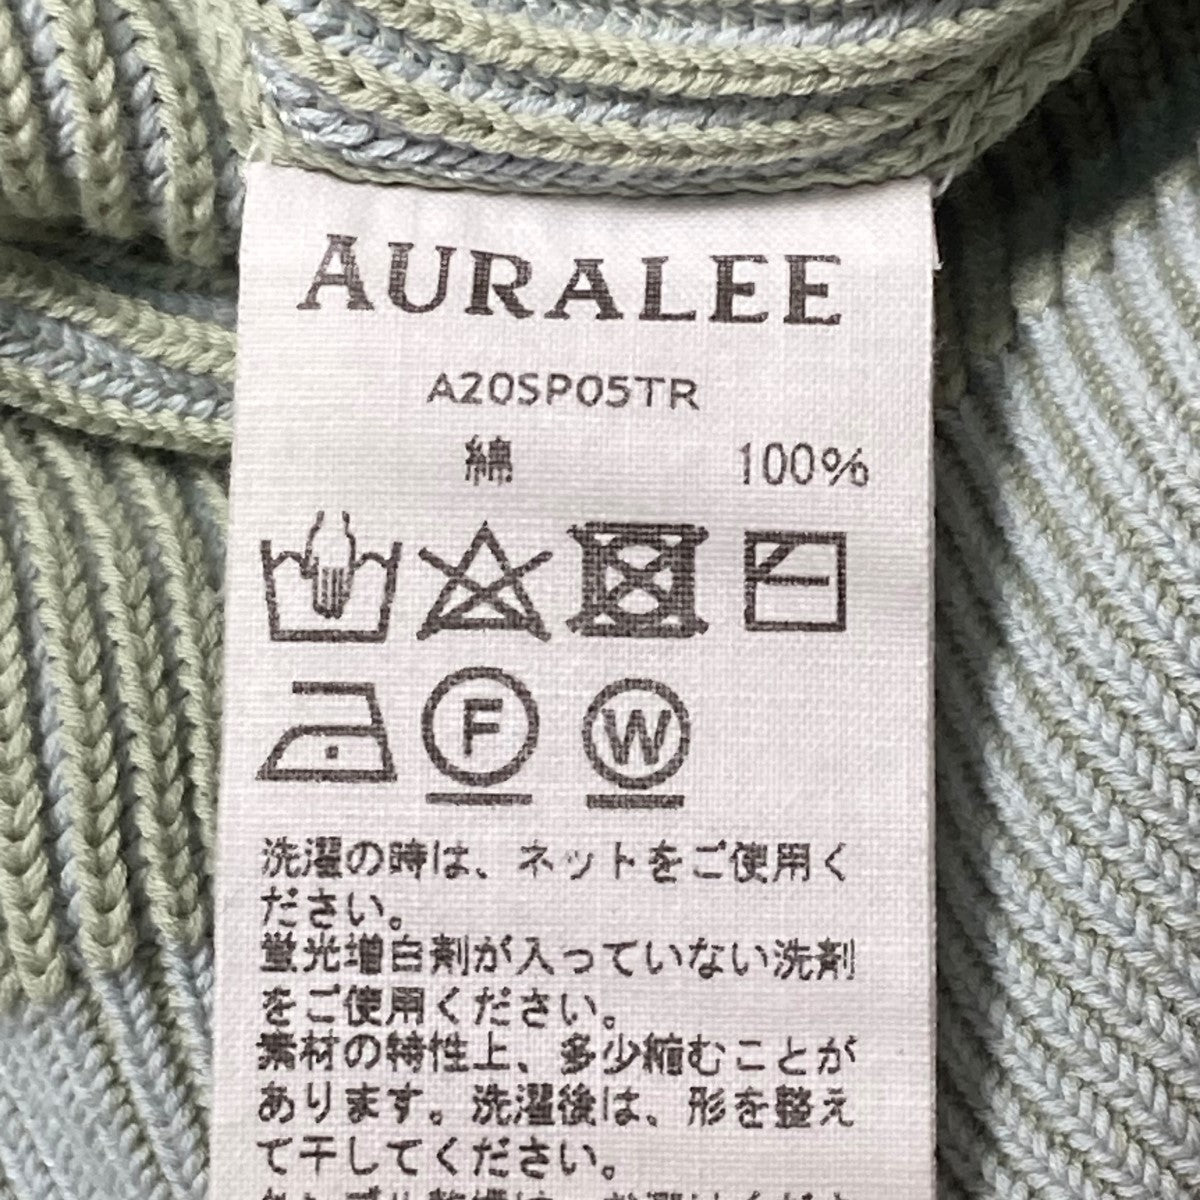 AURALEE
A20SP05TR
綿 100%
F W
洗濯の時は、ネットをご使用く
ださい。
蛍光増白剤が入っていない洗剤
をご使用ください。
素材の特性上、多少縮むことが
あります。洗濯後は、形を整え
て干してください。